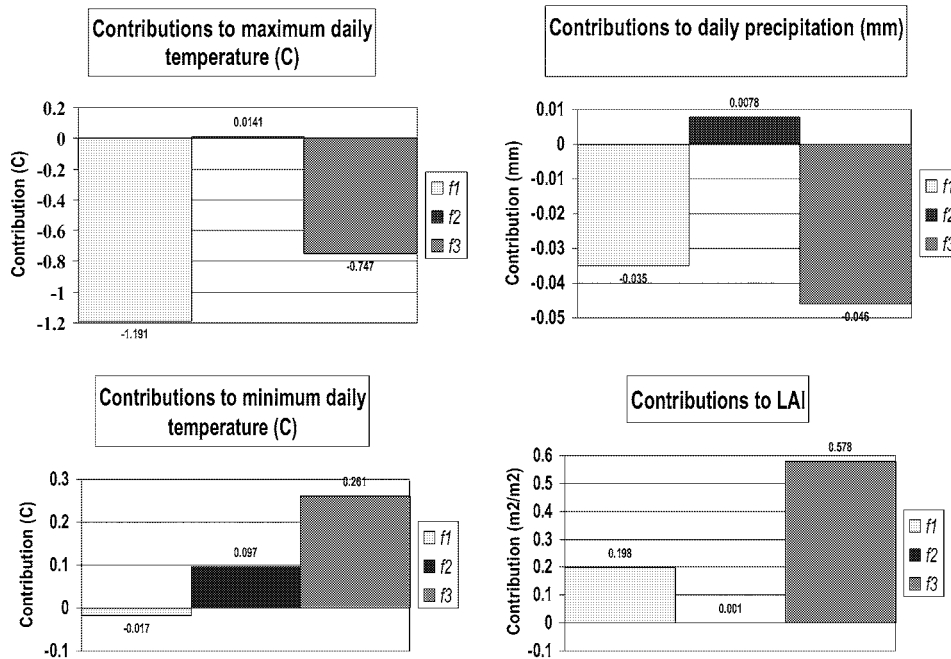 Contributions to maximum daily
temperature (C)
Contribution (C)
0.2
0
-0.2
-0.4
-0.6
-0.8
-1
-1.2
0.0141
-0.747
-1.191
f1
f2
f3
Contributions to daily precipitation (mm)
Contribution (mm)
0.01
0
-0.01
-0.02
-0.03
-0.04
-0.05
0.0078
-0.035
-0.046
f1
f2
f3
Contributions to minimum daily
temperature (C)
Contribution (C)
0.3
0.2
0.1
0
-0.1
0.261
0.097
-0.017
f1
f2
f3
Contributions to LAI
Contribution (m2/m2)
0.6
0.5
0.4
0.3
0.2
0.1
0
-0.1
0.578
0.198
0.001
f1
f2
f3